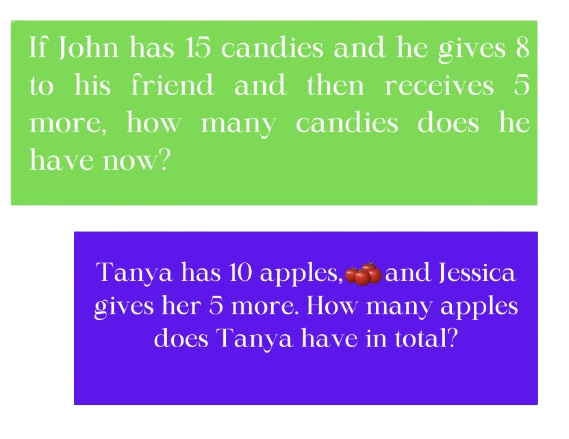 If John has 15 candies and he gives 8
to his friend and then receives 5
more, how many candies does he
have now?
Tanya has 10 apples, and Jessica
gives her 5 more. How many apples
does Tanya have in total?